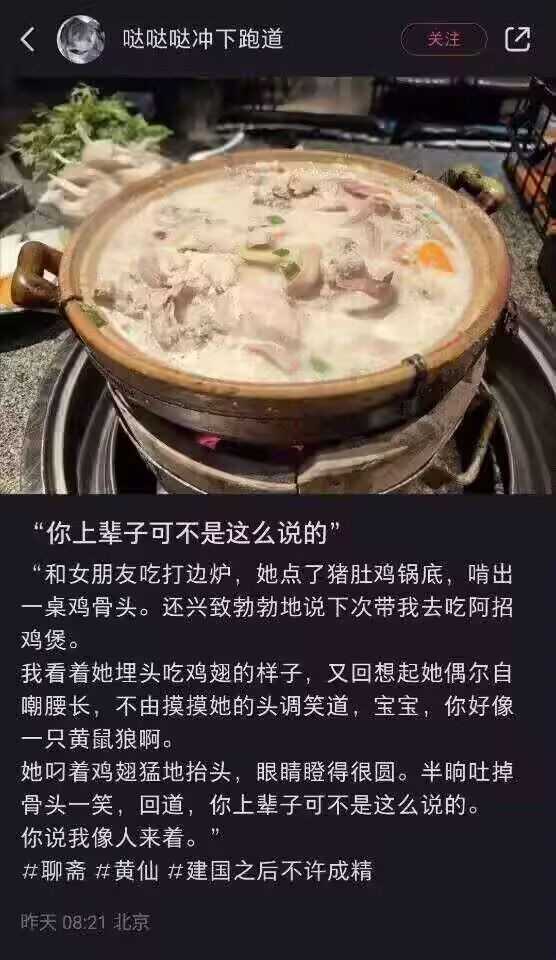 哒哒哒冲下跑道
关注
“你上辈子可不是这么说的”
“和女朋友吃打边炉，她点了猪肚鸡锅底，啃出
一桌鸡骨头。还兴致勃勃地说下次带我去吃阿招
鸡煲。
我看着她埋头吃鸡翅的样子，又回想起她偶尔自
嘲腰长，不由摸摸她的头调笑道，宝宝，你好像
一只黄鼠狼啊。
她叼着鸡翅猛地抬头，眼睛瞪得很圆。半晌吐掉
骨头一笑，回道，你上辈子可不是这么说的。
你说我像人来着。”
#聊斋 #黄仙 #建国之后不许成精
昨天 08:21 北京